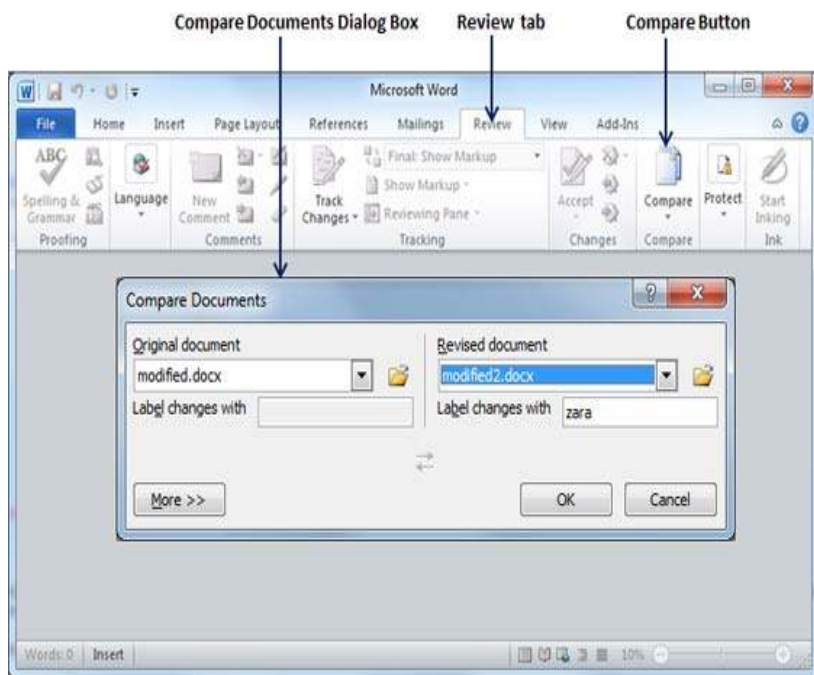 Compare Documents Dialog Box Review tab Compare Button
Microsoft Word
File Home Insert Page Layout References Mailings Review View Add-Ins
ABC
Spelling & Grammar
Language
New Comment
Track Changes
Final: Show Markup
Show Markup
Reviewing Pane
Accept
Compare
Protect
Start Inking
Proofing Comments Tracking Changes Compare Ink
Compare Documents
Original document Revised document
modified.docx modified2.docx
Label changes with Label changes with zara
More >> OK Cancel
Words: 0 Insert 10%